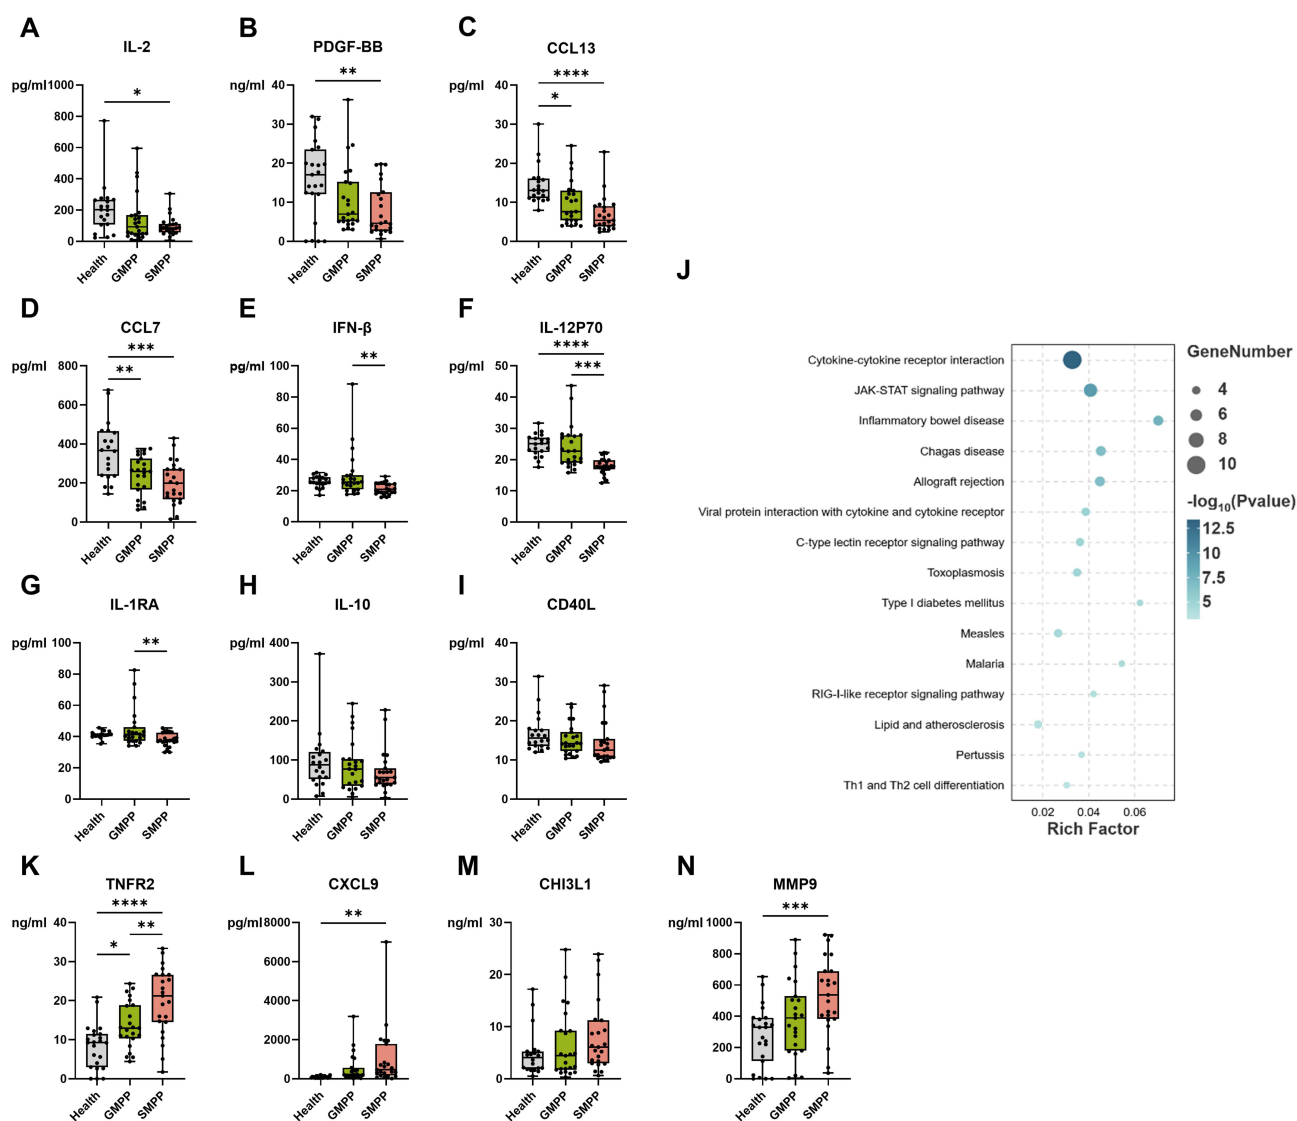 A
IL-2
pg/ml
1000
800
600
400
200
0
*
Health
GMPP
SMPP
B
PDGF-BB
ng/ml
40
30
20
10
0
**
Health
GMPP
SMPP
C
CCL13
pg/ml
40
30
20
10
0
****
*
Health
GMPP
SMPP
D
CCL7
pg/ml
800
600
400
200
0
***
**
Health
GMPP
SMPP
E
IFN-β
pg/ml
100
80
60
40
20
0
**
Health
GMPP
SMPP
F
IL-12P70
pg/ml
50
40
30
20
10
0
****
***
Health
GMPP
SMPP
G
IL-1RA
pg/ml
100
80
60
40
20
0
**
Health
GMPP
SMPP
H
IL-10
pg/ml
400
300
200
100
0
Health
GMPP
SMPP
I
CD40L
pg/ml
40
30
20
10
0
Health
GMPP
SMPP
J
Cytokine-cytokine receptor interaction
JAK-STAT signaling pathway
Inflammatory bowel disease
Chagas disease
Allograft rejection
Viral protein interaction with cytokine and cytokine receptor
C-type lectin receptor signaling pathway
Toxoplasmosis
Type I diabetes mellitus
Measles
Malaria
RIG-I-like receptor signaling pathway
Lipid and atherosclerosis
Pertussis
Th1 and Th2 cell differentiation
0.02 0.04 0.06
Rich Factor
GeneNumber
4
6
8
10
-log10(Pvalue)
12.5
10
7.5
5
K
TNFR2
ng/ml
40
30
20
10
0
****
**
*
Health
GMPP
SMPP
L
CXCL9
pg/ml
8000
6000
4000
2000
0
**
Health
GMPP
SMPP
M
CHI3L1
ng/ml
30
20
10
0
Health
GMPP
SMPP
N
MMP9
ng/ml
1000
800
600
400
200
0
***
Health
GMPP
SMPP